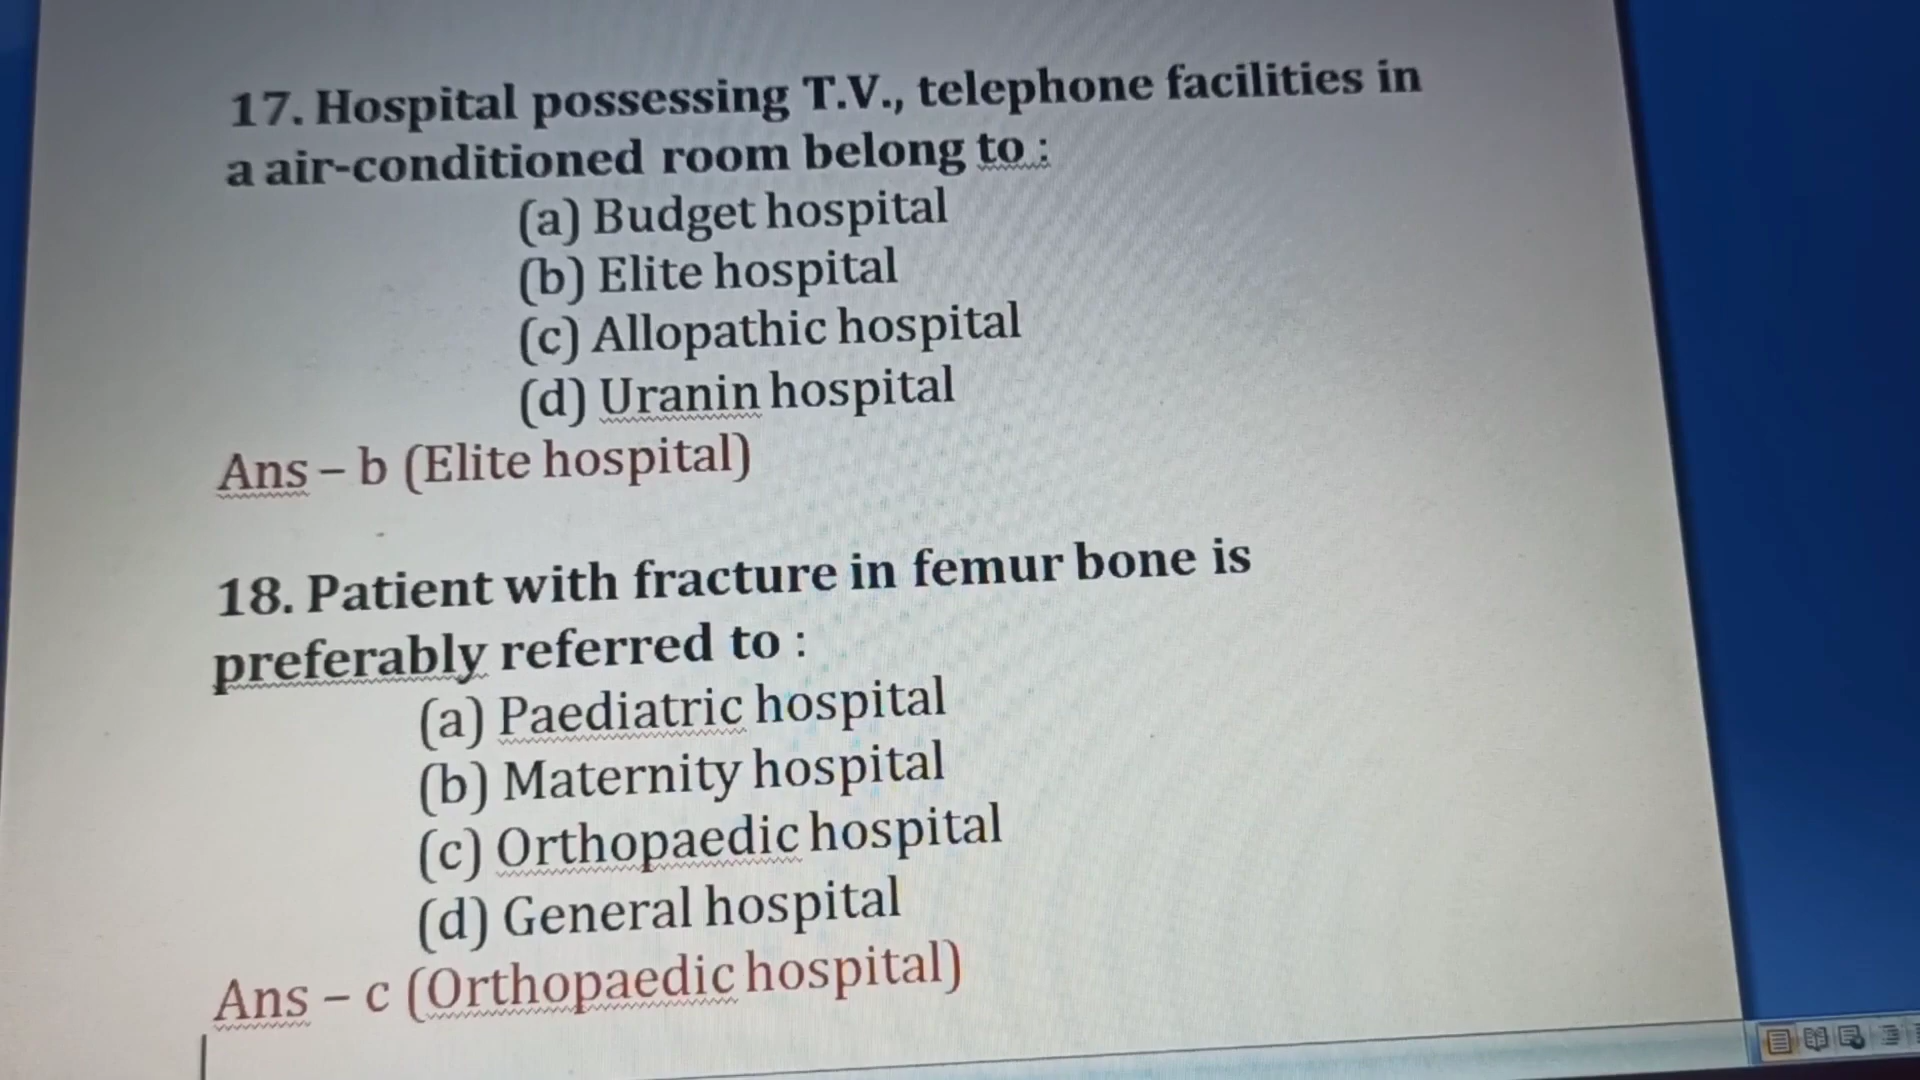 17. Hospital possessing T.V., telephone facilities in
a air-conditioned room belong to :
(a) Budget hospital
(b) Elite hospital
(c) Allopathic hospital
(d) Uranin hospital
Ans – b (Elite hospital)
18. Patient with fracture in femur bone is
preferably referred to :
(a) Paediatric hospital
(b) Maternity hospital
(c) Orthopaedic hospital
(d) General hospital
Ans – c (Orthopaedic hospital)